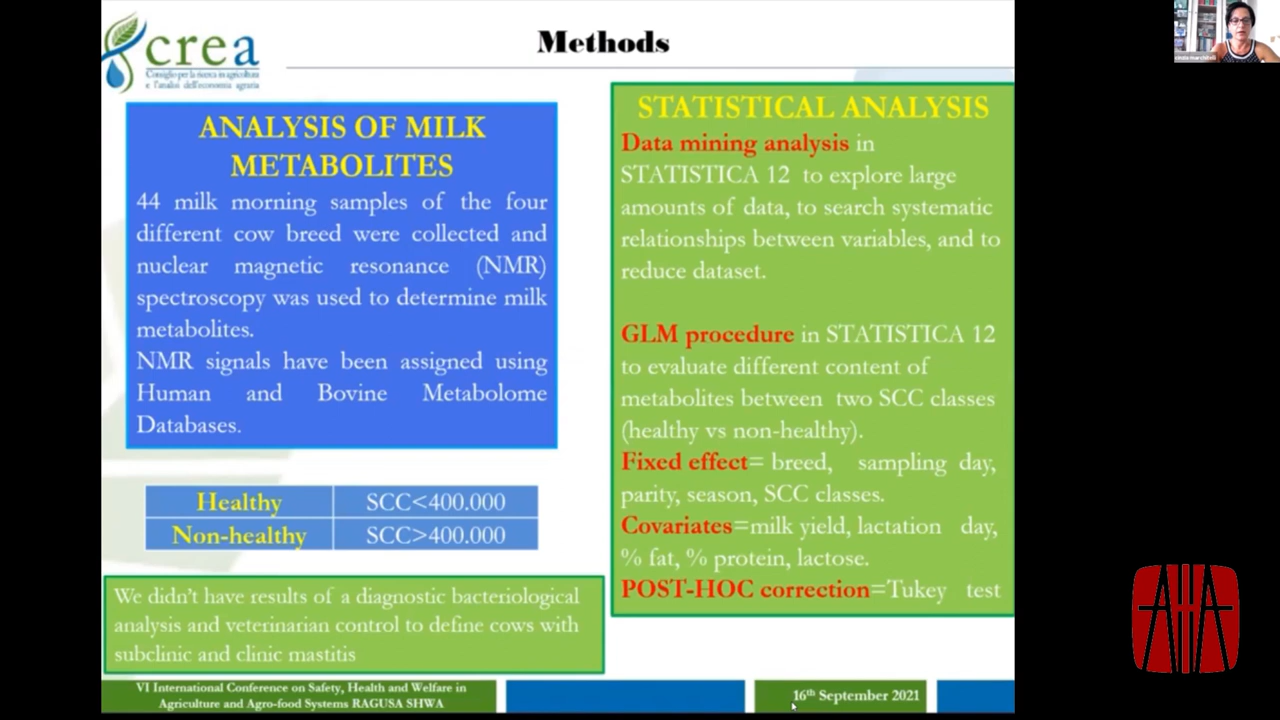 crea
Consiglio per la ricerca in agricoltura
e l'analisi dell'economia agraria
Methods
ANALYSIS OF MILK
METABOLITES
44 milk morning samples of the four
different cow breed were collected and
nuclear magnetic resonance (NMR)
spectroscopy was used to determine milk
metabolites.
NMR signals have been assigned using
Human and Bovine Metabolome
Databases.
Healthy SCC<400.000
Non-healthy SCC>400.000
We didn't have results of a diagnostic bacteriological
analysis and veterinarian control to define cows with
subclinic and clinic mastitis
STATISTICAL ANALYSIS
Data mining analysis in
STATISTICA 12 to explore large
amounts of data, to search systematic
relationships between variables, and to
reduce dataset.
GLM procedure in STATISTICA 12
to evaluate different content of
metabolites between two SCC classes
(healthy vs non-healthy).
Fixed effect= breed, sampling day,
parity, season, SCC classes.
Covariates=milk yield, lactation day,
% fat, % protein, lactose.
POST-HOC correction=Tukey test
VI International Conference on Safety, Health and Welfare in
Agriculture and Agro-food Systems RAGUSA SHWA
16th September 2021
cinzia marchitelli